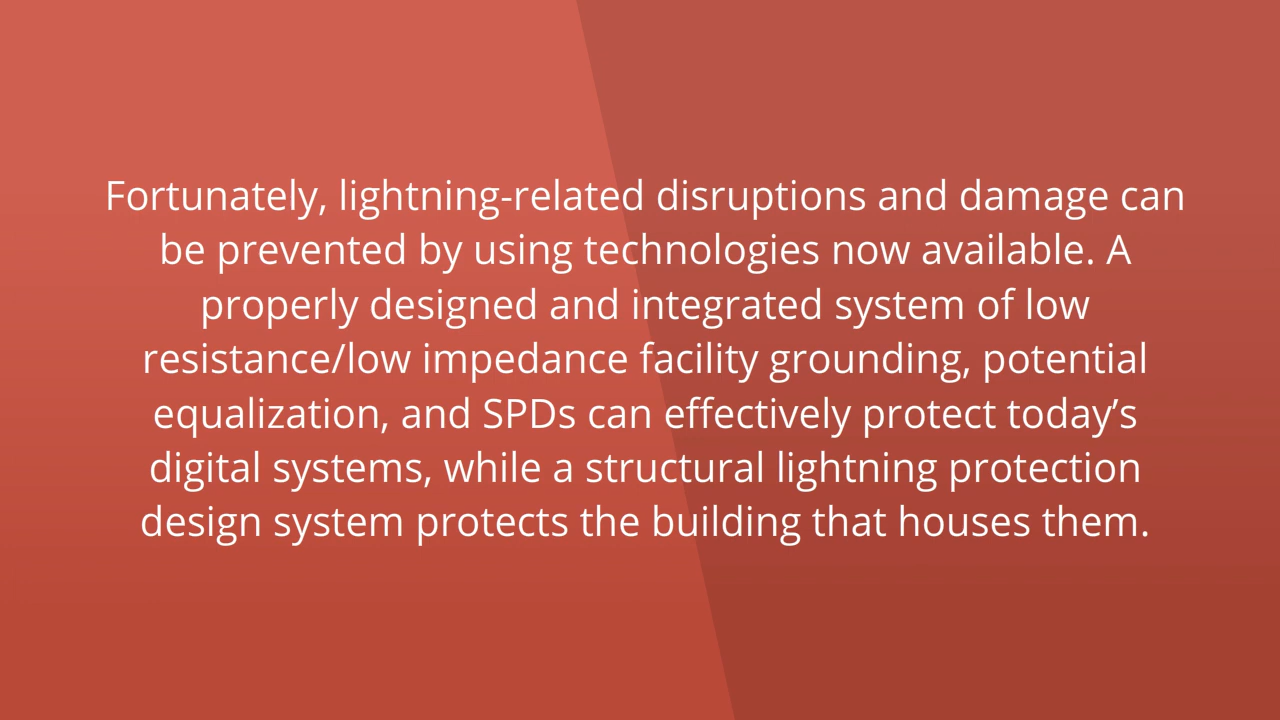 Fortunately, lightning-related disruptions and damage can
be prevented by using technologies now available. A
properly designed and integrated system of low
resistance/low impedance facility grounding, potential
equalization, and SPDs can effectively protect today’s
digital systems, while a structural lightning protection
design system protects the building that houses them.